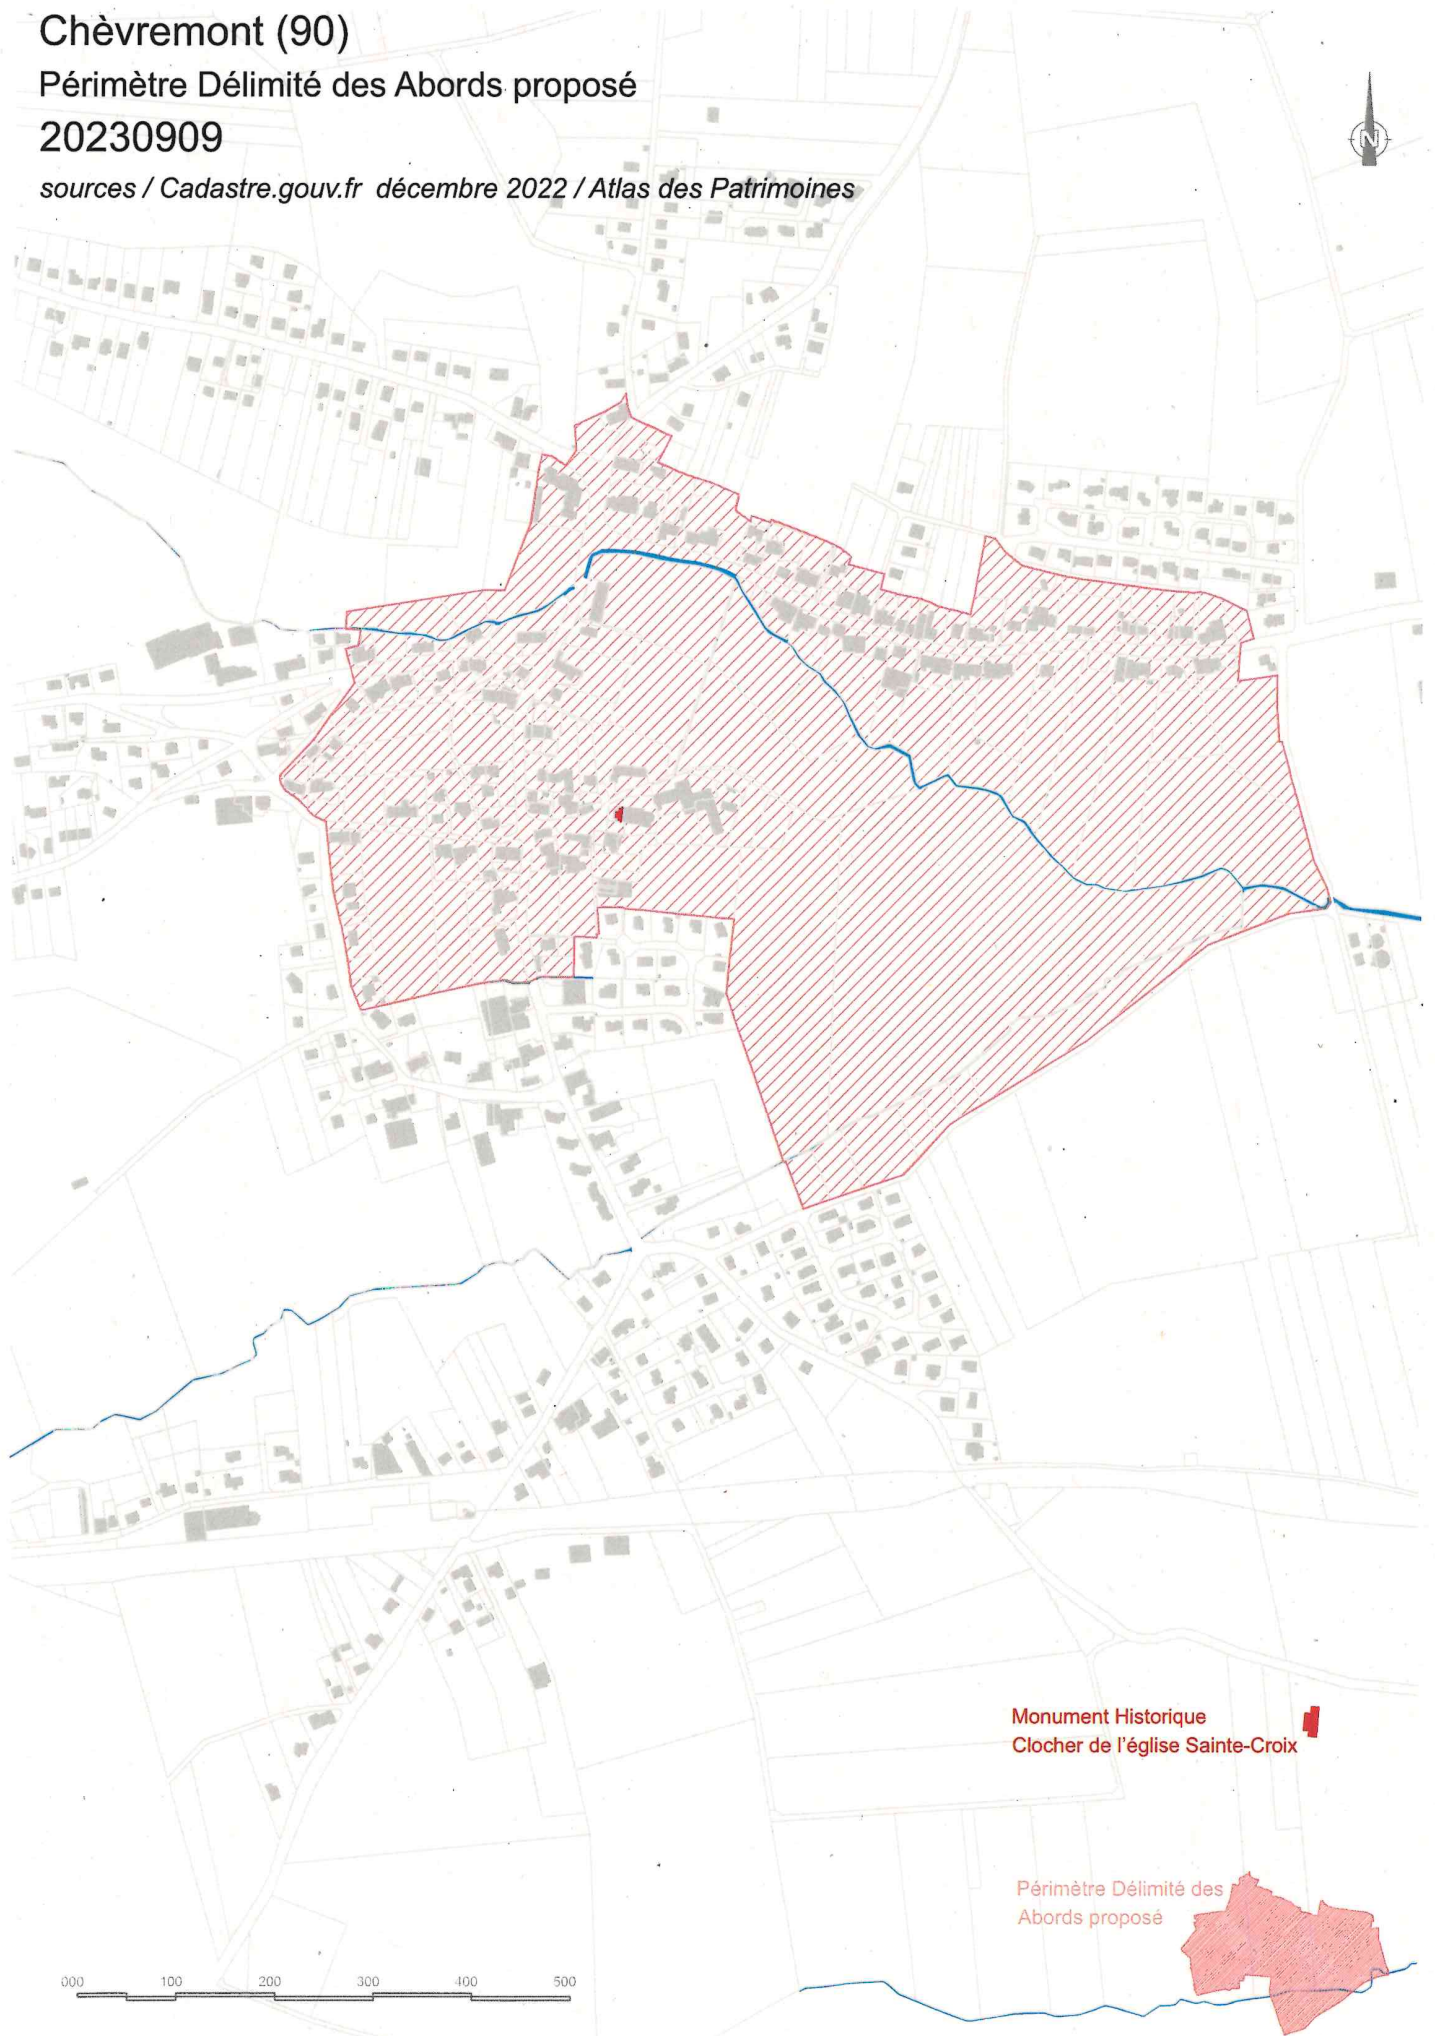 Chèvremont (90)
Périmètre Délimité des Abords proposé
20230909
sources / Cadastre.gouv.fr  décembre 2022 / Atlas des Patrimoines
N
Monument Historique
Clocher de l'église Sainte-Croix
Périmètre Délimité des
Abords proposé
000 100 200 300 400 500